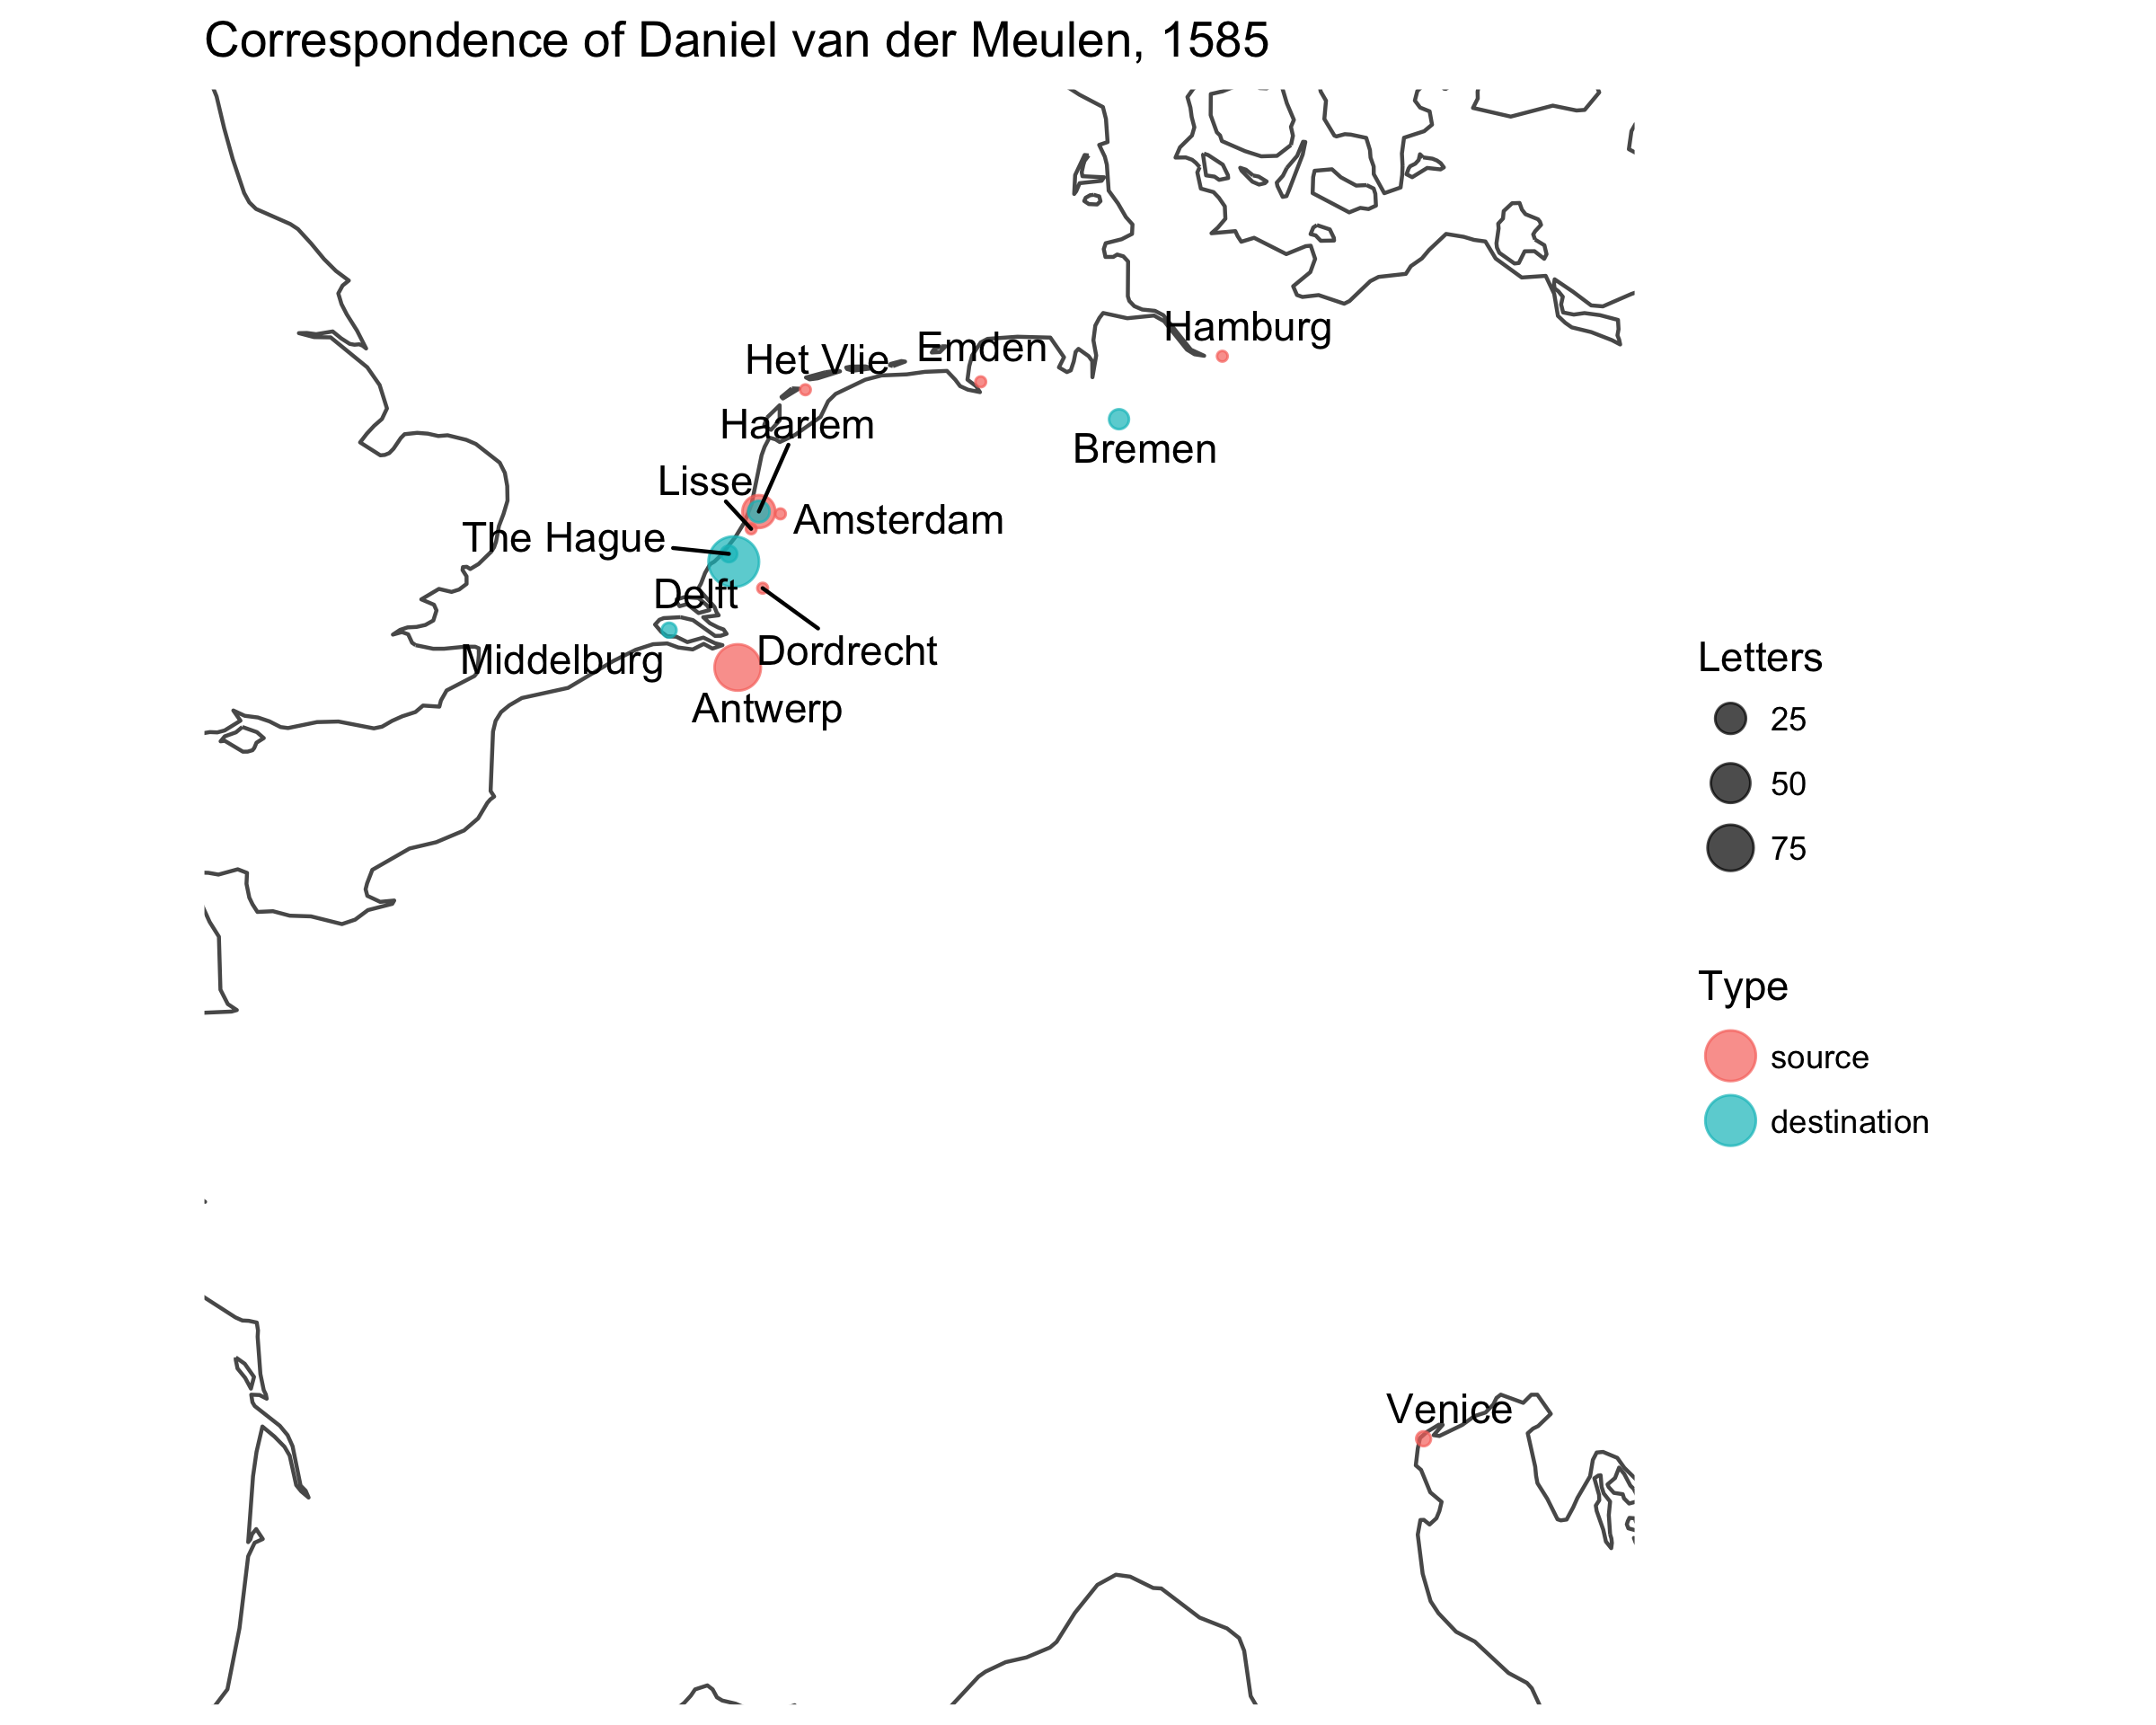 Correspondence of Daniel van der Meulen, 1585
Hamburg
Emden
Het Vlie
Haarlem
Bremen
Lisse
Amsterdam
The Hague
Delft
Dordrecht
Middelburg
Antwerp
Venice
Letters
25
50
75
Type
source
destination